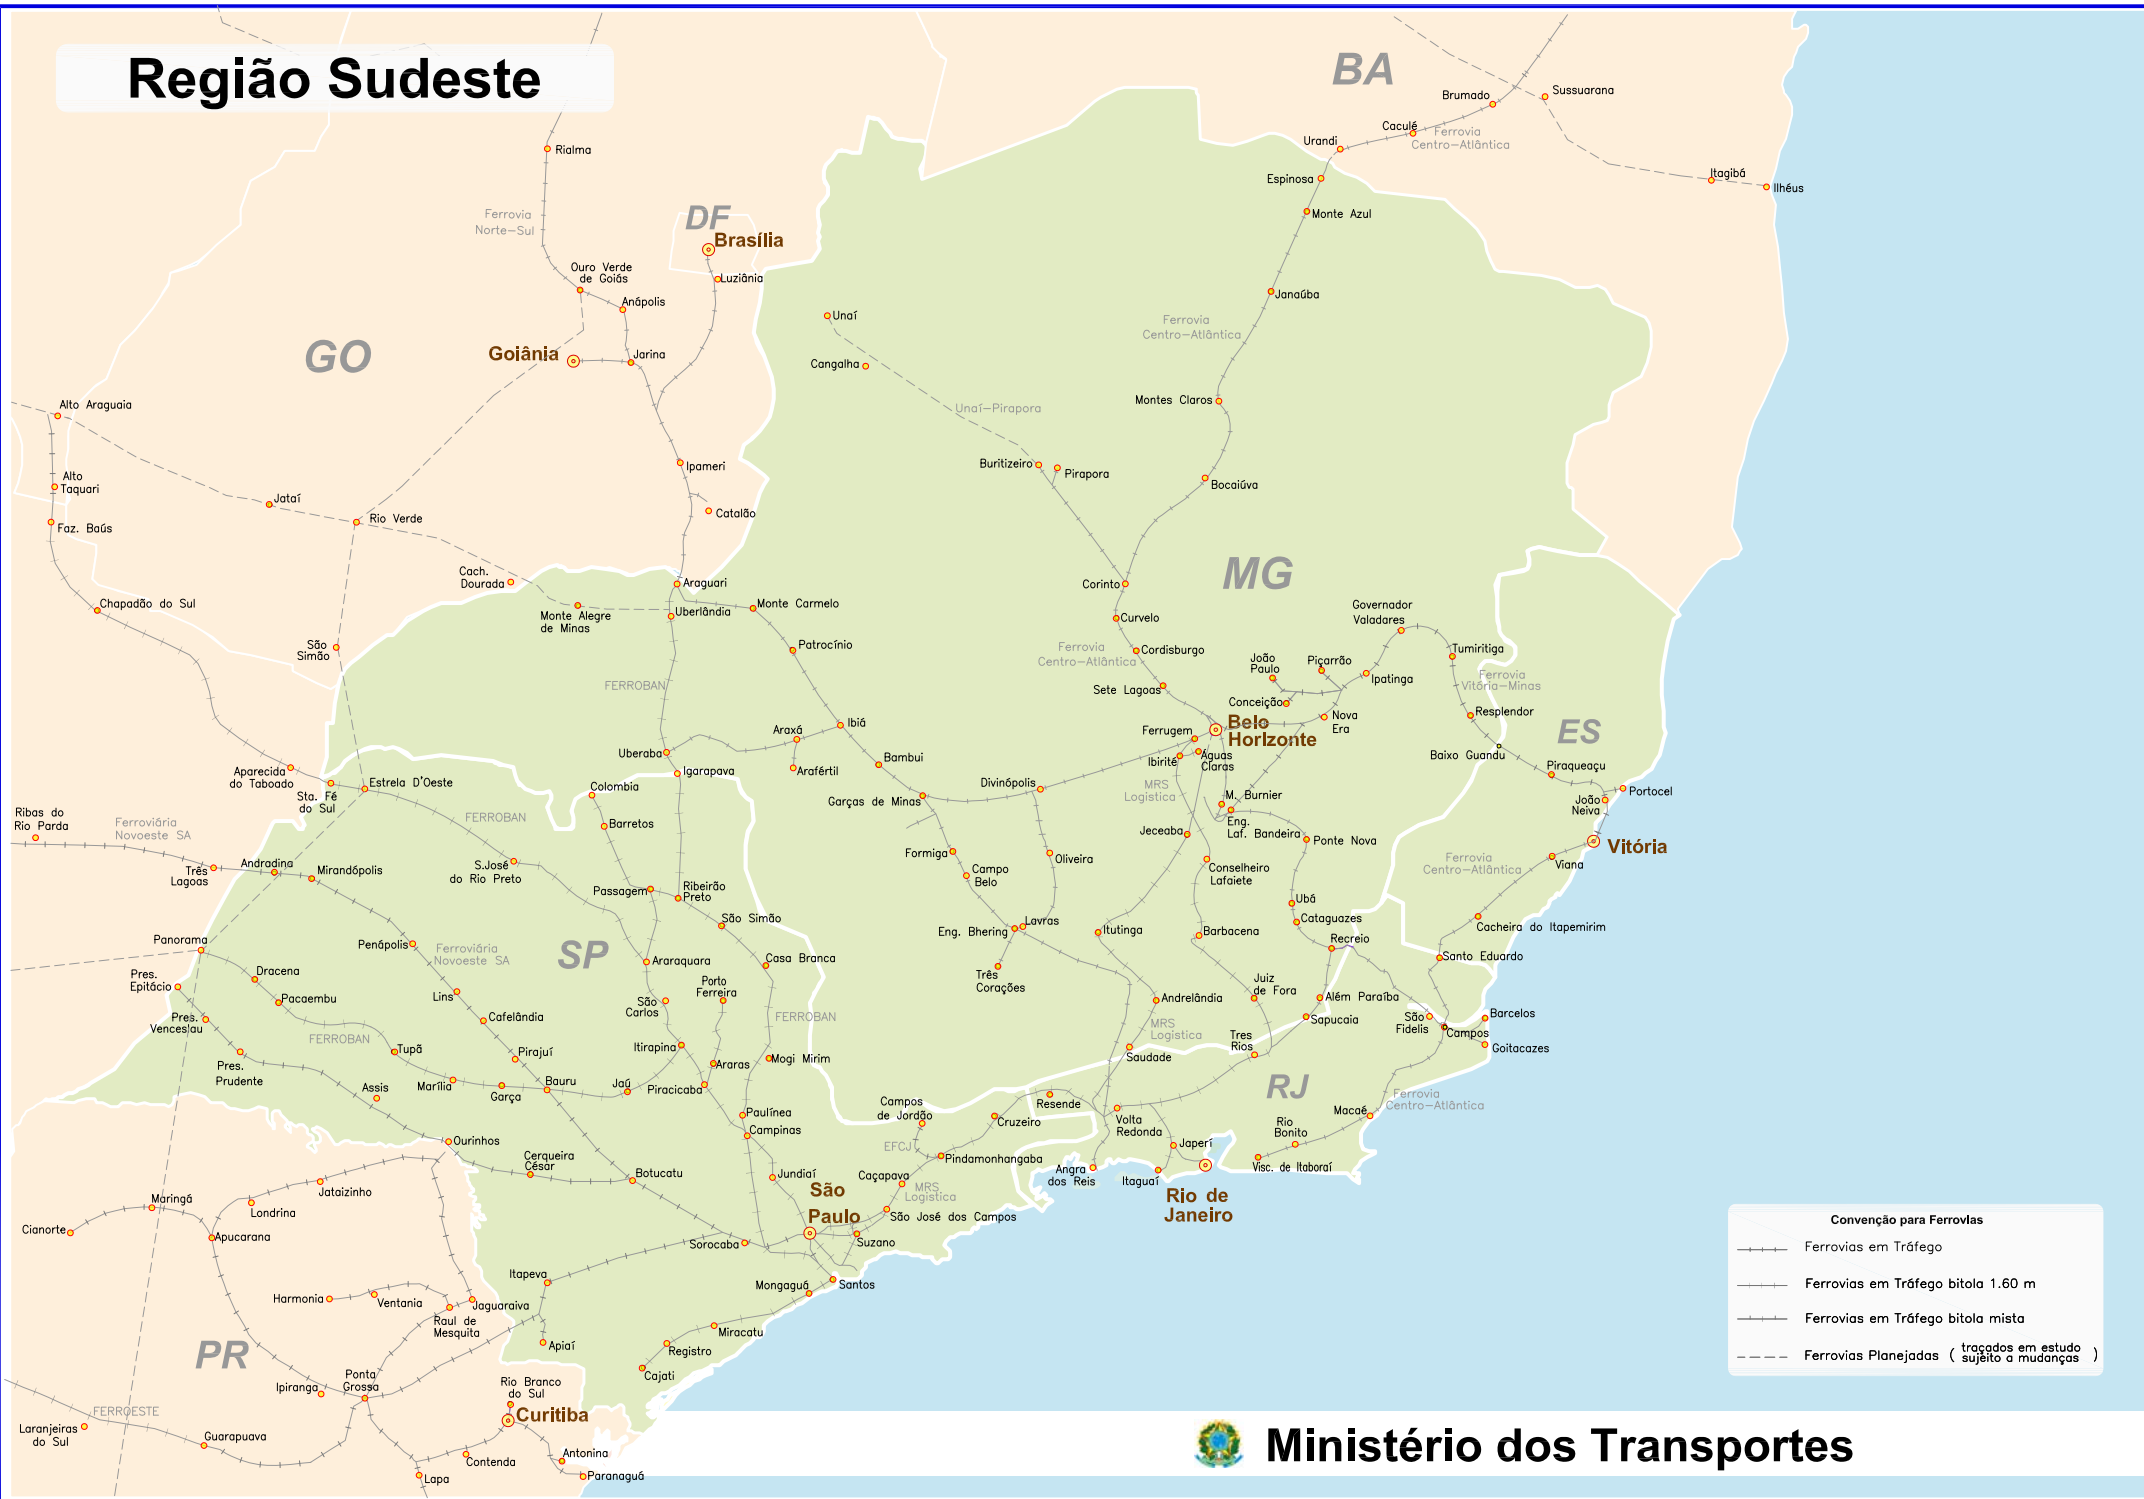 Região Sudeste
BA
Brumado
Sussuarana
Caculé
Ferrovia
Centro-Atlântica
Urandi
Rialma
Espinosa
Itagibá
Ilhéus
Monte Azul
Ferrovia
Norte-Sul
DF
Brasília
Ouro Verde
de Goiás
Luziânia
Anápolis
Janaúba
Unaí
Ferrovia
Centro-Atlântica
GO
Goiânia
Jarina
Cangalha
Alto Araguaia
Unaí-Pirapora
Montes Claros
Ipameri
Buritizeiro
Pirapora
Alto
Taquari
Bocaiúva
Jataí
Catalão
Rio Verde
Faz. Baús
MG
Cach.
Dourada
Araguari
Corinto
Chapadão do Sul
Monte Alegre
de Minas
Uberlândia
Monte Carmelo
Curvelo
Governador
Valadares
Patrocínio
São
Simão
Ferrovia
Centro-Atlântica
Cordisburgo
João
Paulo
Piçarrão
Tumiritiga
FERROBAN
Sete Lagoas
Ipatinga
Ferrovia
Vitória-Minas
Conceição
Nova
Era
Resplendor
ES
Ibiá
Araxá
Ferrugem
Belo
HorIzonte
Uberaba
Bambui
Ibirité
Águas
Claras
Baixo Guandu
Aparecida
do Taboado
Estrela D'Oeste
Igarapava
Arafértil
Piraqueaçu
Sta. Fé
do Sul
Colombia
Garças de Minas
Divinópolis
MRS
Logistica
M. Burnier
João
Neiva
Portocel
Ribas do
Rio Parda
Ferroviária
Novoeste SA
FERROBAN
Barretos
Jeceaba
Eng.
Laf. Bandeira
Ponte Nova
Vitória
Andradina
Mirandópolis
Três
Lagoas
S.José
do Rio Preto
Formiga
Campo
Belo
Oliveira
Conselheiro
Lafaiete
Ferrovia
Centro-Atlântica
Viana
Passagem
Ribeirão
Preto
Ubá
São Simão
Lavras
Eng. Bhering
Itutinga
Barbacena
Cataguazes
Cacheira do Itapemirim
Panorama
Penápolis
Ferroviária
Novoeste SA
SP
Recreio
Araraquara
Casa Branca
Santo Eduardo
Pres.
Epitácio
Dracena
Três
Corações
Porto
Ferreira
Juiz
de Fora
Pacaembu
Lins
São
Carlos
Andrelândia
Além Paraíba
Pres.
Venceslau
Cafelândia
FERROBAN
MRS
Logistica
Sapucaia
São
Fidelis
Barcelos
Campos
FERROBAN
Tupã
Pirajuí
Itirapina
Tres
Rios
Goitacazes
Pres.
Prudente
Araras
Mogi Mirim
Saudade
Assis
Marília
Garça
Bauru
Jaú
Piracicaba
RJ
Campos
de Jordão
Resende
Ferrovia
Centro-Atlântica
Paulínea
Cruzeiro
Volta
Redonda
Macaé
Campinas
Rio
Bonito
Ourinhos
EFCJ
Japerí
Cerqueira
César
Pindamonhangaba
Botucatu
Jundiaí
Caçapava
Angra
dos Reis
Itaguaí
Visc. de Itaboraí
São
Paulo
MRS
Logistica
Rio de
Janeiro
Jataizinho
Maringá
Londrina
São José dos Campos
Cianorte
Apucarana
Sorocaba
Suzano
Convenção para FerrovIas
Ferrovias em Tráfego
Itapeva
Mongaguá
Santos
Ferrovias em Tráfego bitola 1.60 m
Harmonia
Ventania
Jaguaraiva
Raul de
Mesquita
Ferrovias em Tráfego bitola mista
Miracatu
PR
Apiaí
Registro
Ferrovias Planejadas ( traçados em estudo
sujeito a mudanças )
Cajati
Ponta
Grossa
Ipiranga
Rio Branco
do Sul
FERROESTE
Curitiba
Laranjeiras
do Sul
Guarapuava
Ministério dos Transportes
Antonina
Contenda
Lapa
Paranaguá